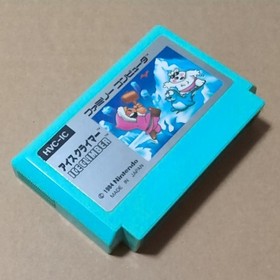 ファミリー コンピュータ
HVC-IC
アイスクライマー
ICE CLIMBER
© 1984 Nintendo
MADE IN JAPAN